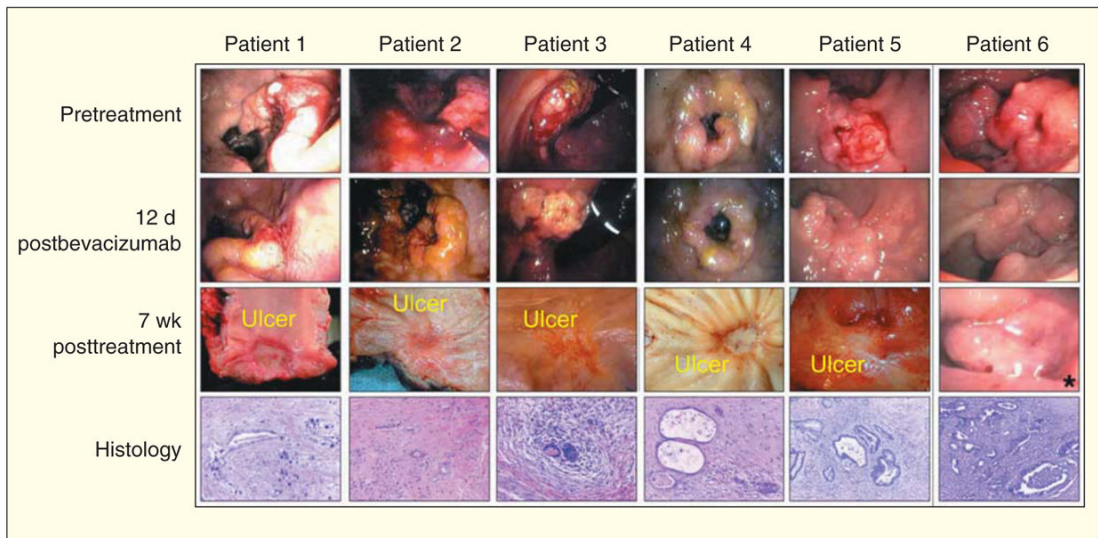 Patient 1 Patient 2 Patient 3 Patient 4 Patient 5 Patient 6
Pretreatment
12 d
postbevacizumab
7 wk
posttreatment
Ulcer Ulcer Ulcer Ulcer Ulcer *
Histology